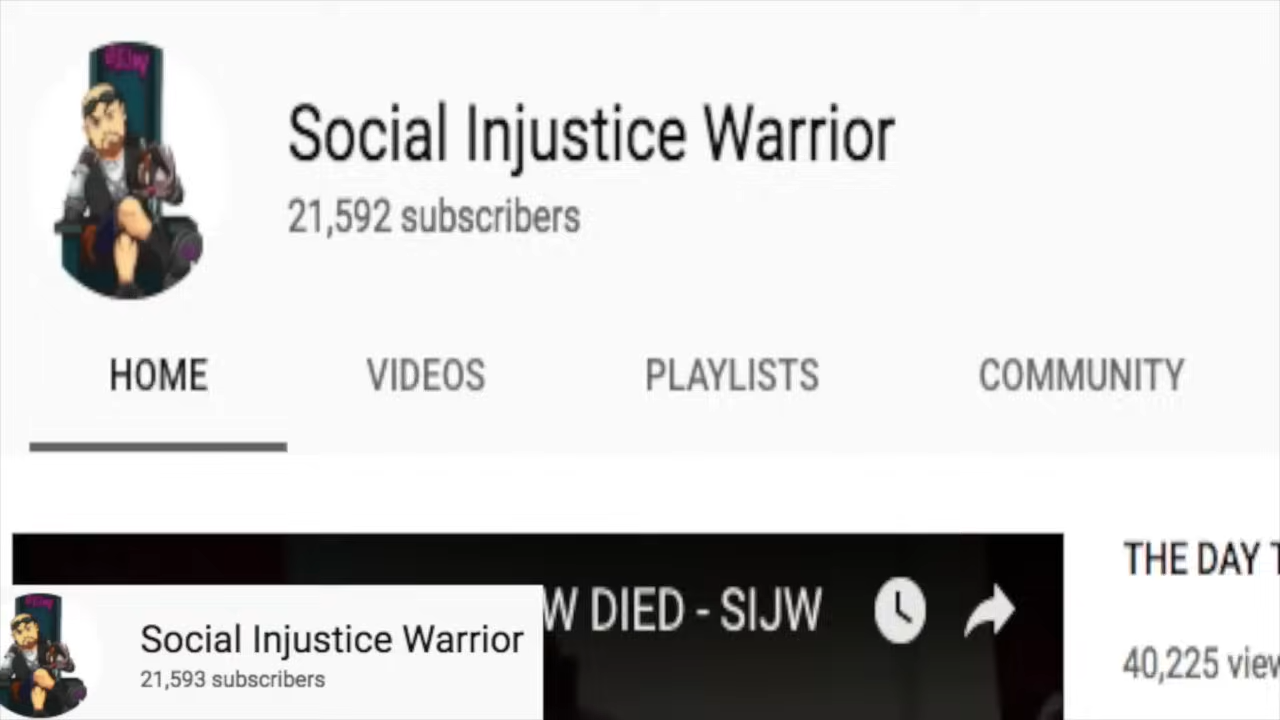 SIJW
Social Injustice Warrior
21,592 subscribers
HOME VIDEOS PLAYLISTS COMMUNITY
THE DAY
W DIED - SIJW
40,225 view
SIJW
Social Injustice Warrior
21,593 subscribers